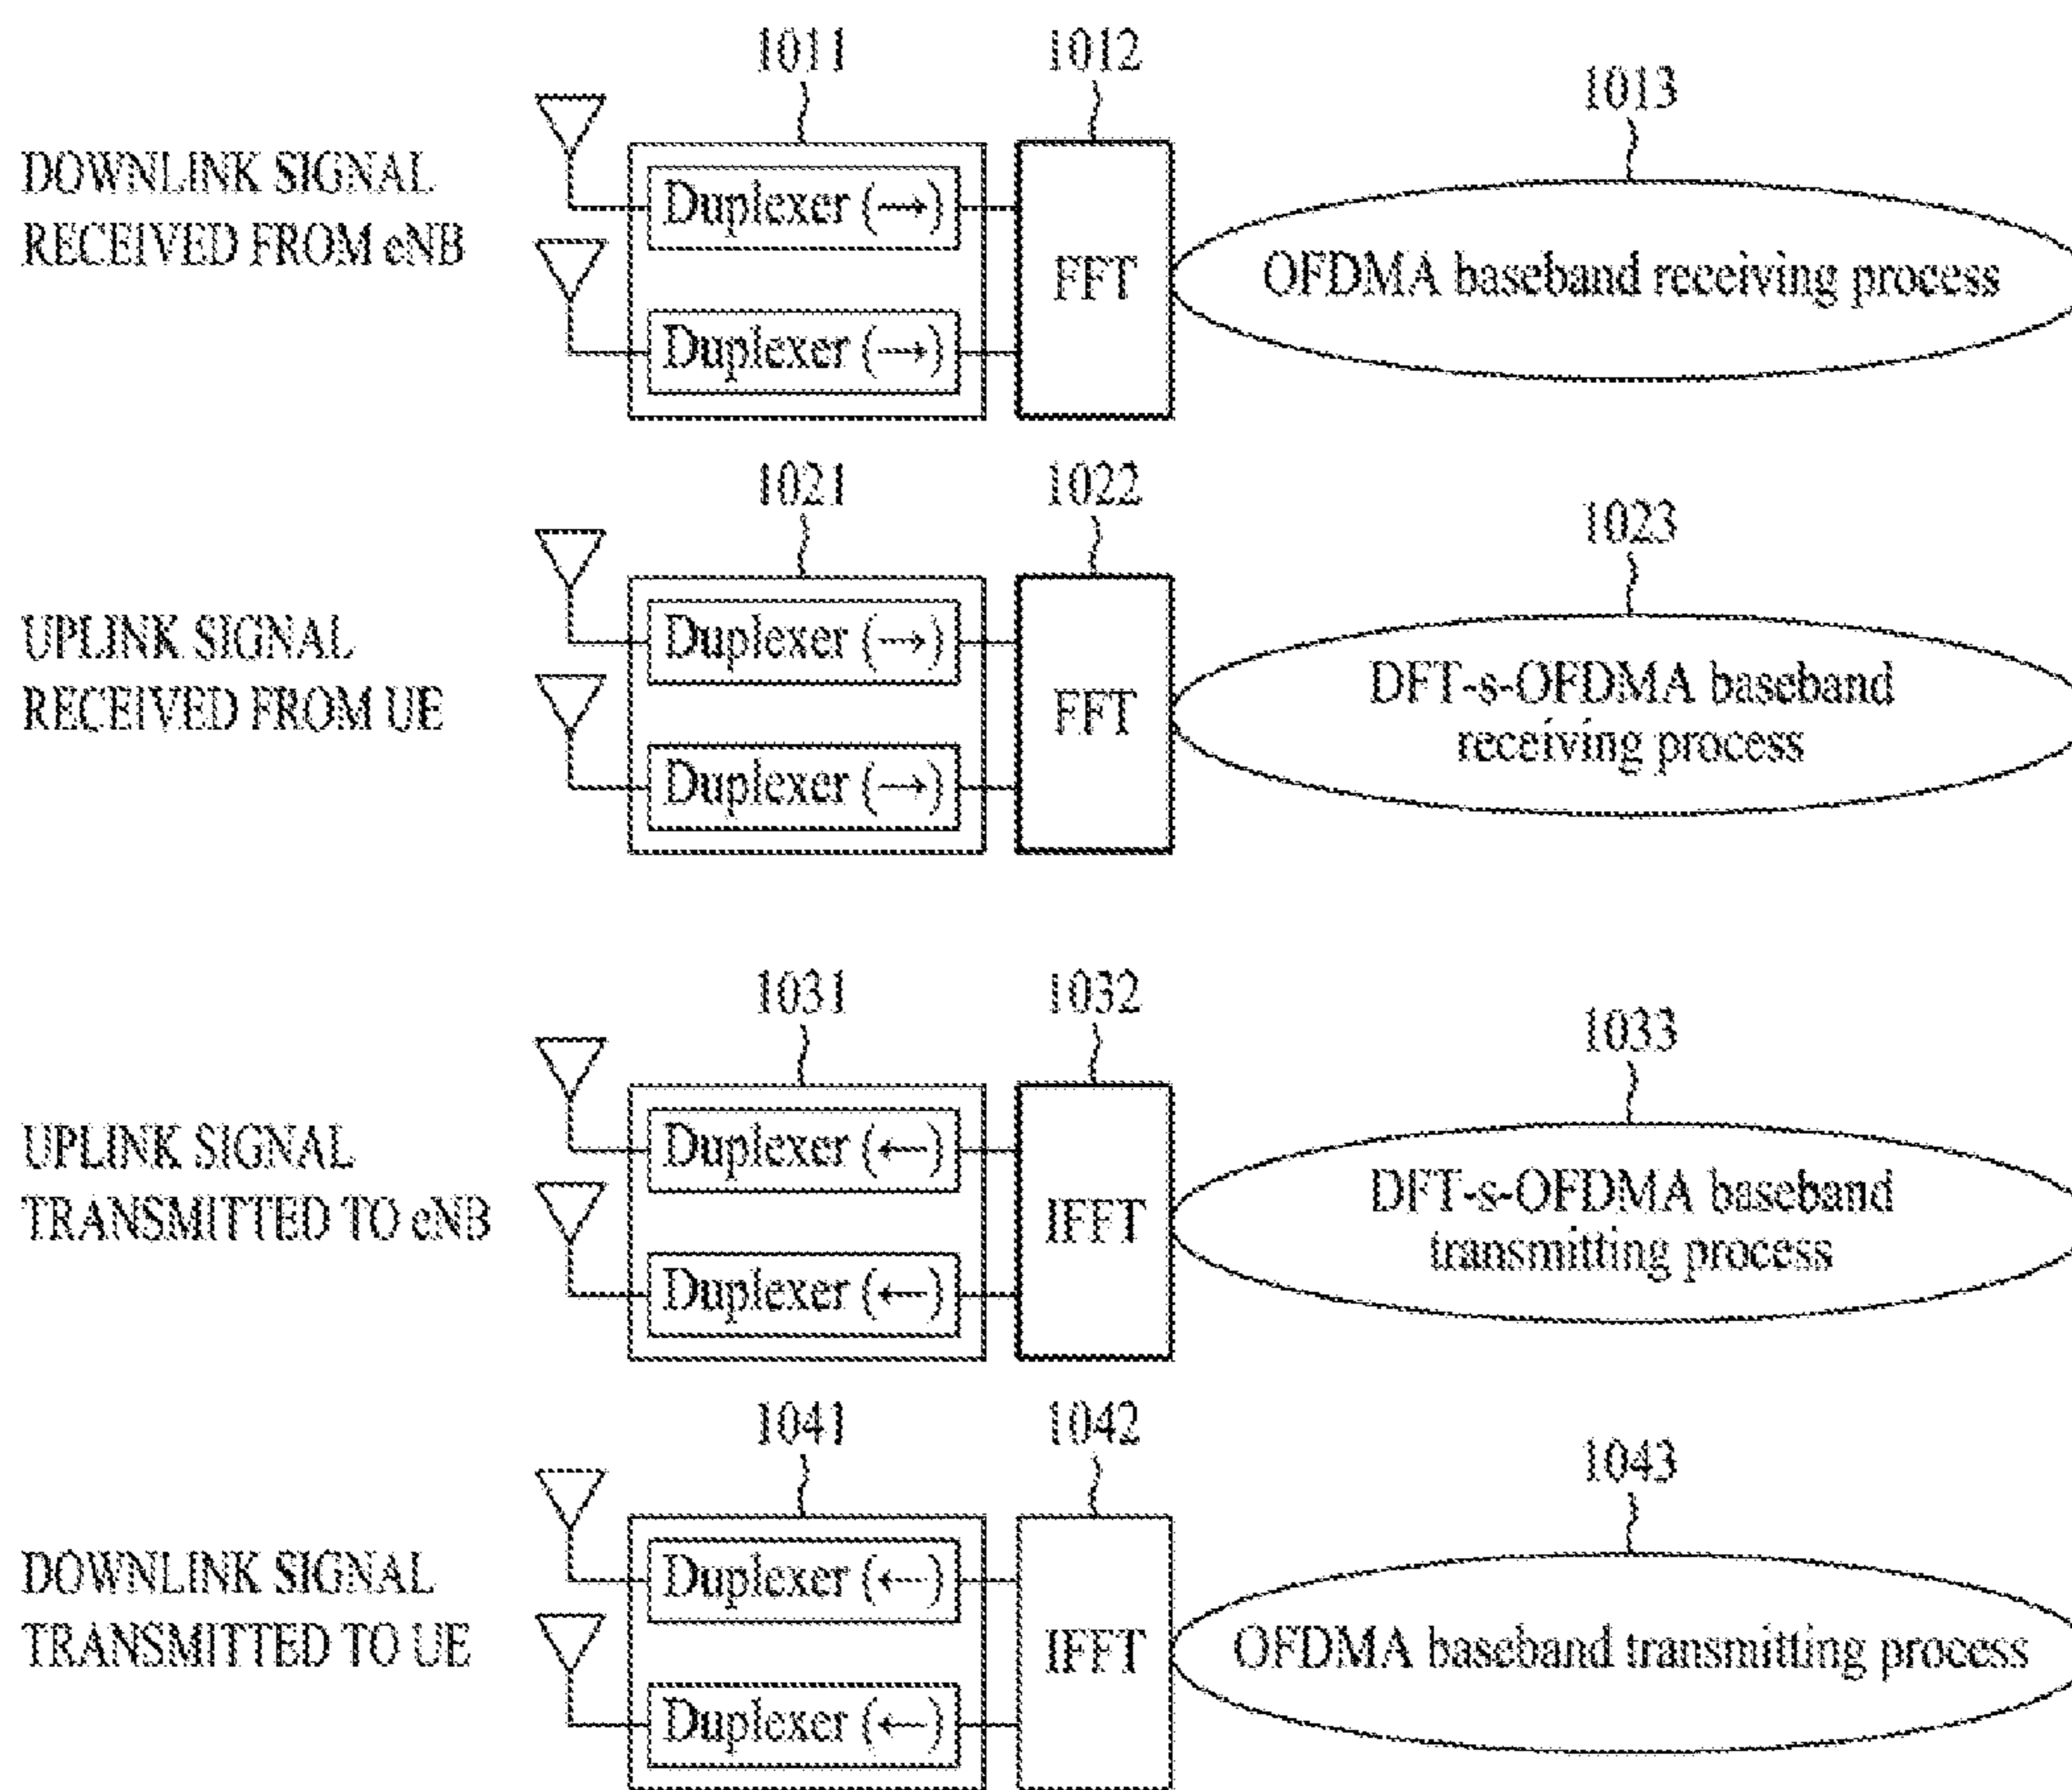 1011
1012
1013
DOWNLINK SIGNAL
RECEIVED FROM eNB
Duplexer (→)
Duplexer (→)
FFT
OFDMA baseband receiving process
1021
1022
1023
UPLINK SIGNAL
RECEIVED FROM UE
Duplexer (→)
Duplexer (→)
FFT
DFT-s-OFDMA baseband
receiving process
1031
1032
1033
UPLINK SIGNAL
TRANSMITTED TO eNB
Duplexer (←)
Duplexer (←)
IFFT
DFT-s-OFDMA baseband
transmitting process
1041
1042
1043
DOWNLINK SIGNAL
TRANSMITTED TO UE
Duplexer (←)
Duplexer (←)
IFFT
OFDMA baseband transmitting process